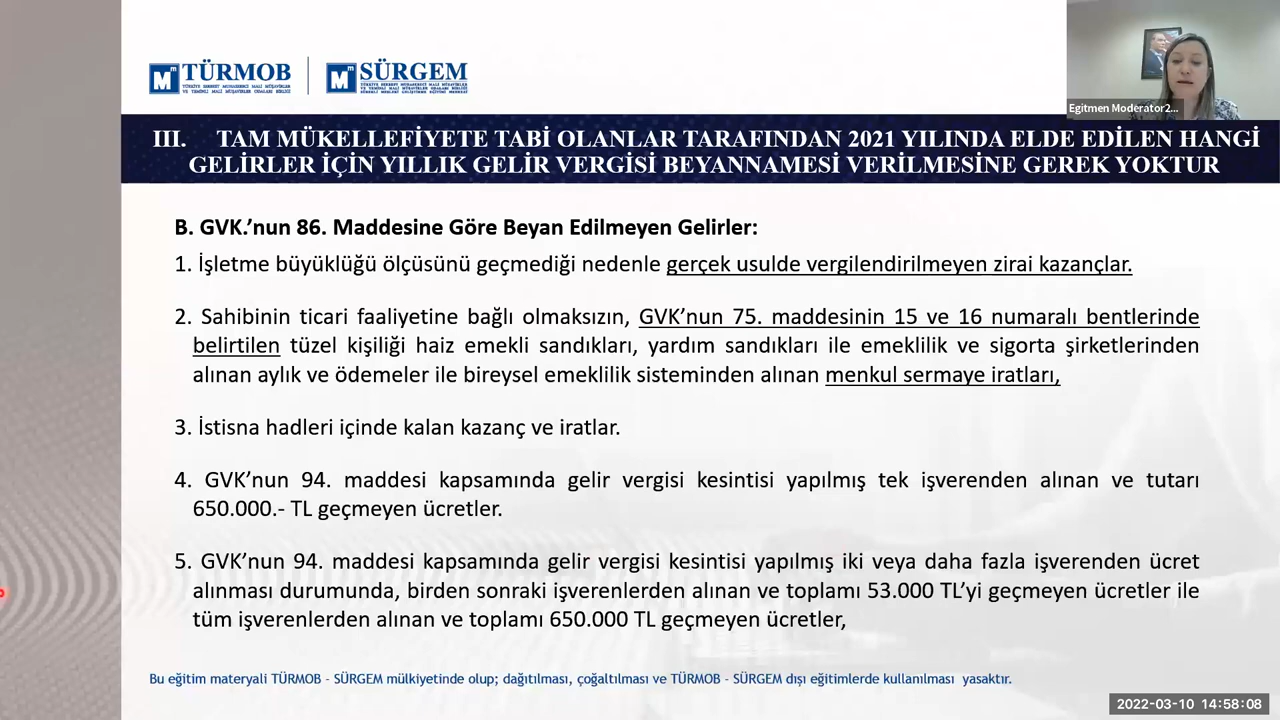 TÜRMOB
SÜRGEM
Egitmen Moderator2...
III. TAM MÜKELLEFİYETE TABİ OLANLAR TARAFINDAN 2021 YILINDA ELDE EDİLEN HANGİ
GELİRLER İÇİN YILLIK GELİR VERGİSİ BEYANNAMESİ VERİLMESİNE GEREK YOKTUR
B. GVK.’nun 86. Maddesine Göre Beyan Edilmeyen Gelirler:
1. İşletme büyüklüğü ölçüsünü geçmediği nedenle gerçek usulde vergilendirilmeyen zirai kazançlar.
2. Sahibinin ticari faaliyetine bağlı olmaksızın, GVK’nun 75. maddesinin 15 ve 16 numaralı bentlerinde
belirtilen tüzel kişiliği haiz emekli sandıkları, yardım sandıkları ile emeklilik ve sigorta şirketlerinden
alınan aylık ve ödemeler ile bireysel emeklilik sisteminden alınan menkul sermaye iratları,
3. İstisna hadleri içinde kalan kazanç ve iratlar.
4. GVK’nun 94. maddesi kapsamında gelir vergisi kesintisi yapılmış tek işverenden alınan ve tutarı
650.000.- TL geçmeyen ücretler.
5. GVK’nun 94. maddesi kapsamında gelir vergisi kesintisi yapılmış iki veya daha fazla işverenden ücret
alınması durumunda, birden sonraki işverenlerden alınan ve toplamı 53.000 TL’yi geçmeyen ücretler ile
tüm işverenlerden alınan ve toplamı 650.000 TL geçmeyen ücretler,
Bu eğitim materyali TÜRMOB - SÜRGEM mülkiyetinde olup; dağıtılması, çoğaltılması ve TÜRMOB - SÜRGEM dışı eğitimlerde kullanılması yasaktır.
2022-03-10 14:58:08